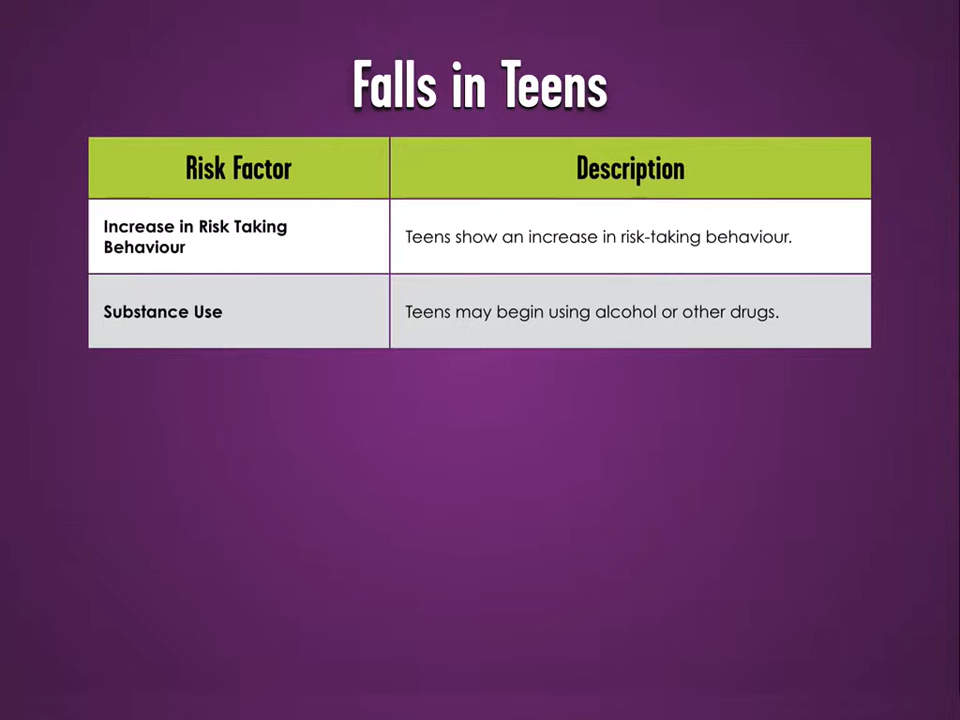 Falls in Teens
Risk Factor
Description
Increase in Risk Taking
Behaviour
Teens show an increase in risk-taking behaviour.
Substance Use
Teens may begin using alcohol or other drugs.